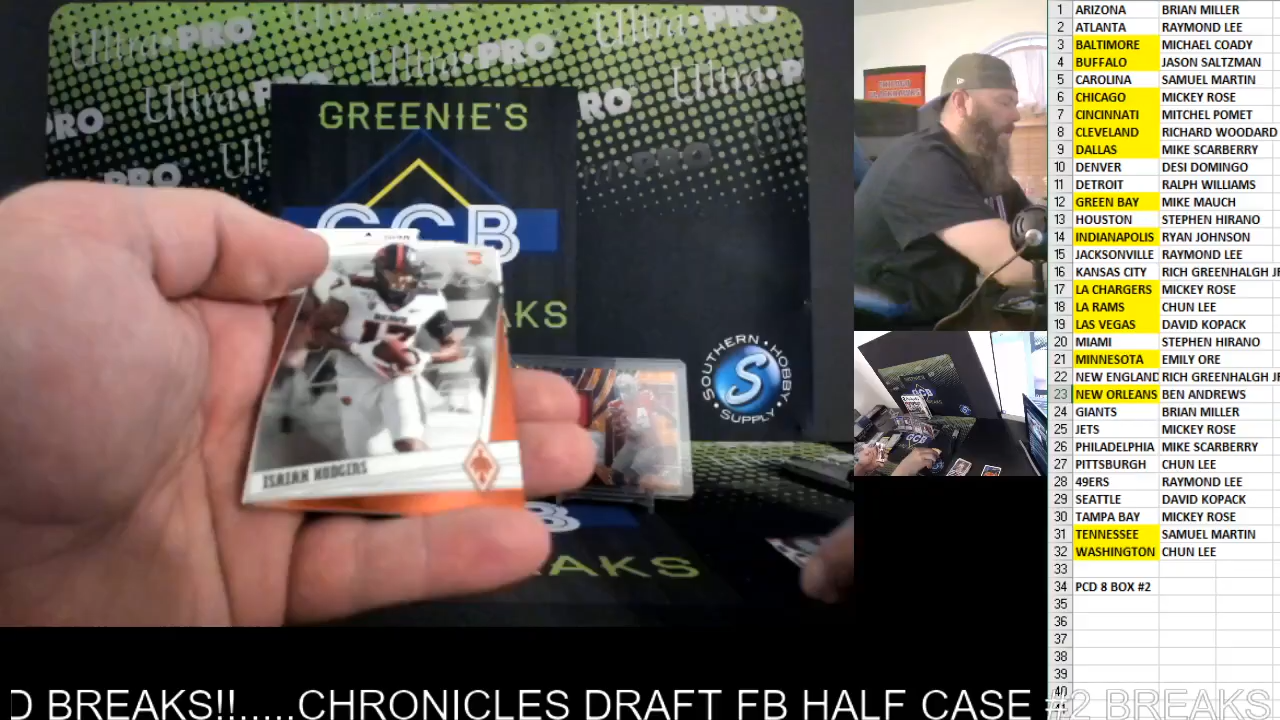 Ultra•PRO
Ultra•PRO
Ultra•PRO
GREENIE'S
GCB
AKS
SOUTHERN HOBBY SUPPLY
S
BEAVS
17
ISAIAH HODGINS
EAKS
GCB
1 ARIZONA BRIAN MILLER
2 ATLANTA RAYMOND LEE
3 BALTIMORE MICHAEL COADY
4 BUFFALO JASON SALTZMAN
5 CAROLINA SAMUEL MARTIN
6 CHICAGO MICKEY ROSE
7 CINCINNATI MITCHEL POMET
8 CLEVELAND RICHARD WOODARD
9 DALLAS MIKE SCARBERRY
10 DENVER DESI DOMINGO
11 DETROIT RALPH WILLIAMS
12 GREEN BAY MIKE MAUCH
13 HOUSTON STEPHEN HIRANO
14 INDIANAPOLIS RYAN JOHNSON
15 JACKSONVILLE RAYMOND LEE
16 KANSAS CITY RICH GREENHALGH JR
17 LA CHARGERS MICKEY ROSE
18 LA RAMS CHUN LEE
19 LAS VEGAS DAVID KOPACK
20 MIAMI STEPHEN HIRANO
21 MINNESOTA EMILY ORE
22 NEW ENGLAND RICH GREENHALGH JR
23 NEW ORLEANS BEN ANDREWS
24 GIANTS BRIAN MILLER
25 JETS MICKEY ROSE
26 PHILADELPHIA MIKE SCARBERRY
27 PITTSBURGH CHUN LEE
28 49ERS RAYMOND LEE
29 SEATTLE DAVID KOPACK
30 TAMPA BAY MICKEY ROSE
31 TENNESSEE SAMUEL MARTIN
32 WASHINGTON CHUN LEE
33
34 PCD 8 BOX #2
35
36
37
38
39
40
41
D BREAKS!!.....CHRONICLES DRAFT FB HALF CASE #2 BREAKS